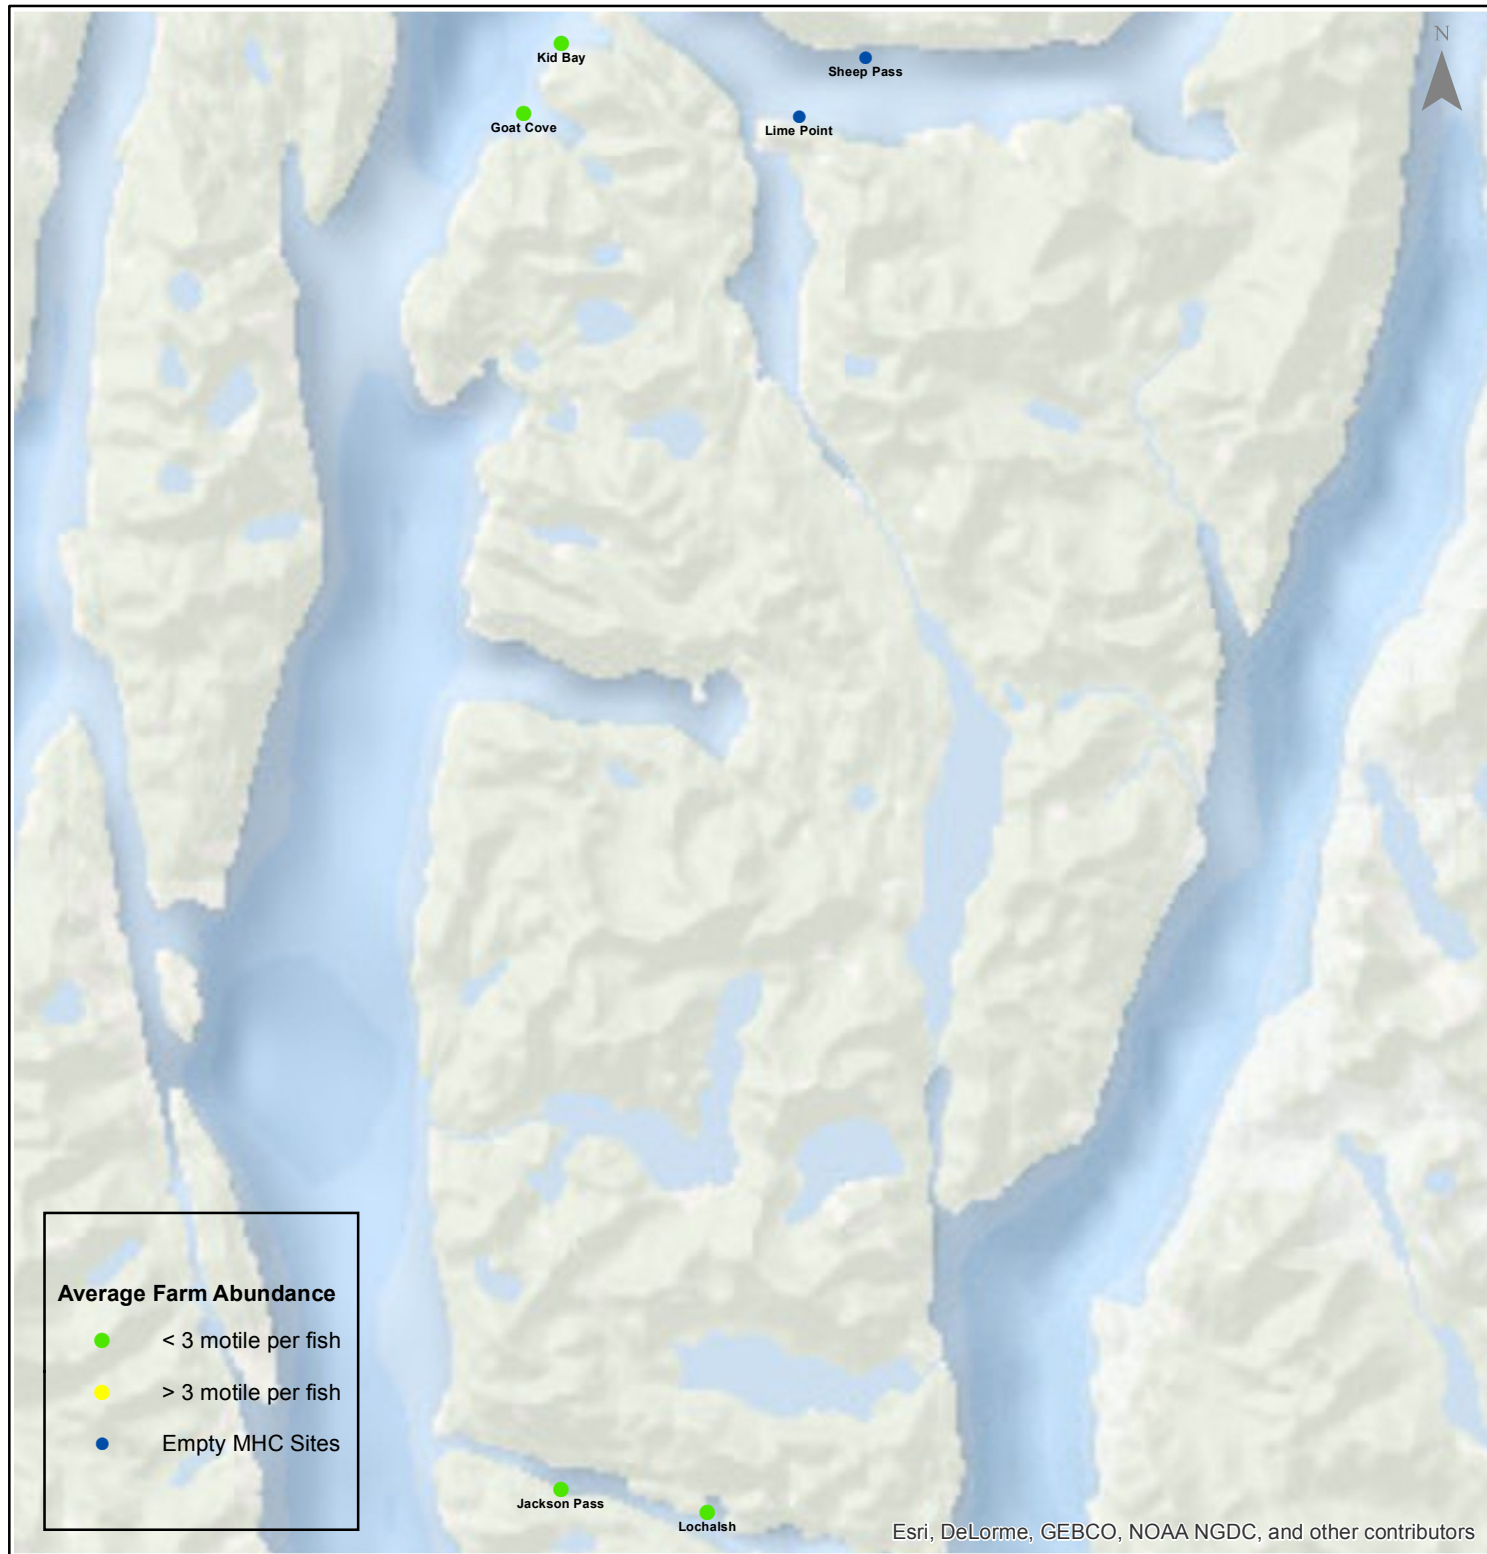 N
Kid Bay
Sheep Pass
Goat Cove
Lime Point
Average Farm Abundance
< 3 motile per fish
> 3 motile per fish
Empty MHC Sites
Jackson Pass
Lochalsh
Esri, DeLorme, GEBCO, NOAA NGDC, and other contributors